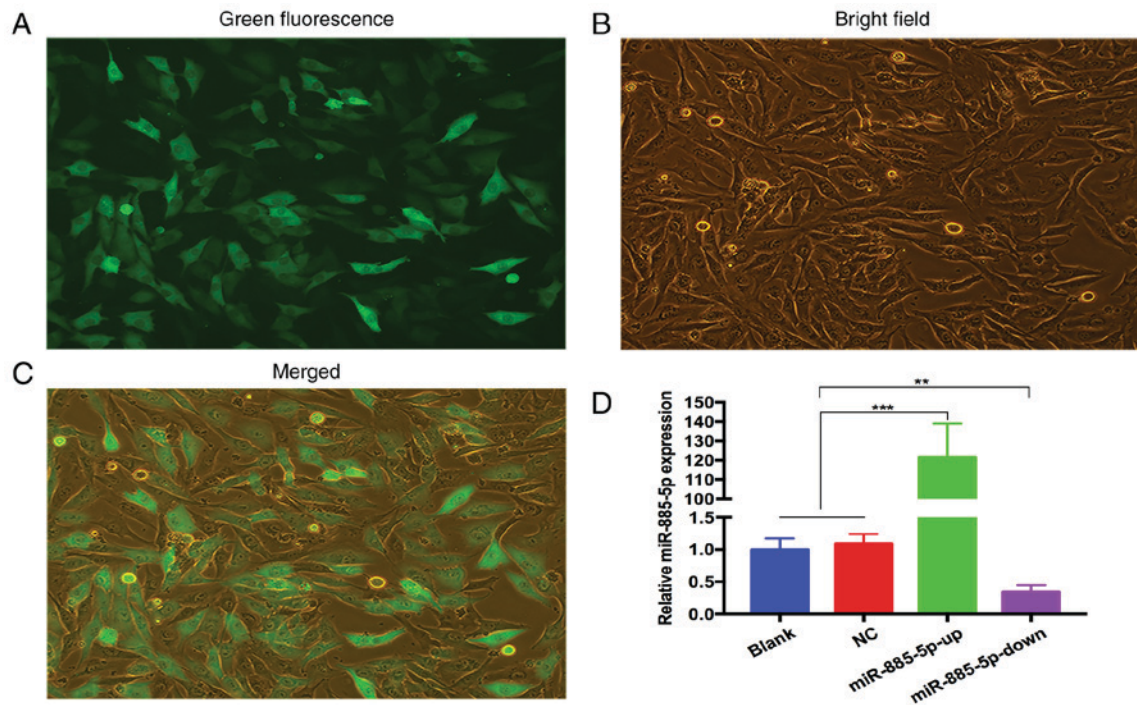 A
Green fluorescence
B
Bright field
C
Merged
D
Relative miR-885-5p expression
150
140
130
120
110
100
1.5
1.0
0.5
0.0
**
***
Blank
NC
miR-885-5p-up
miR-885-5p-down